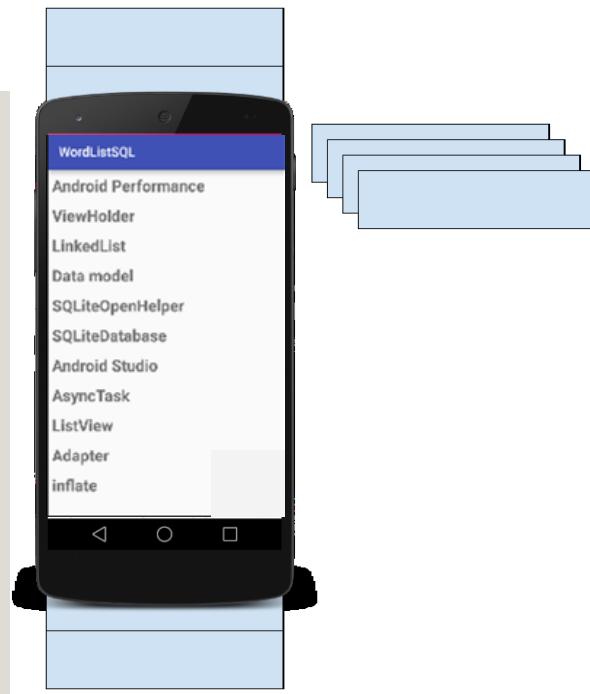 WordListSQL
Android Performance
ViewHolder
LinkedList
Data model
SQLiteOpenHelper
SQLiteDatabase
Android Studio
AsyncTask
ListView
Adapter
inflate